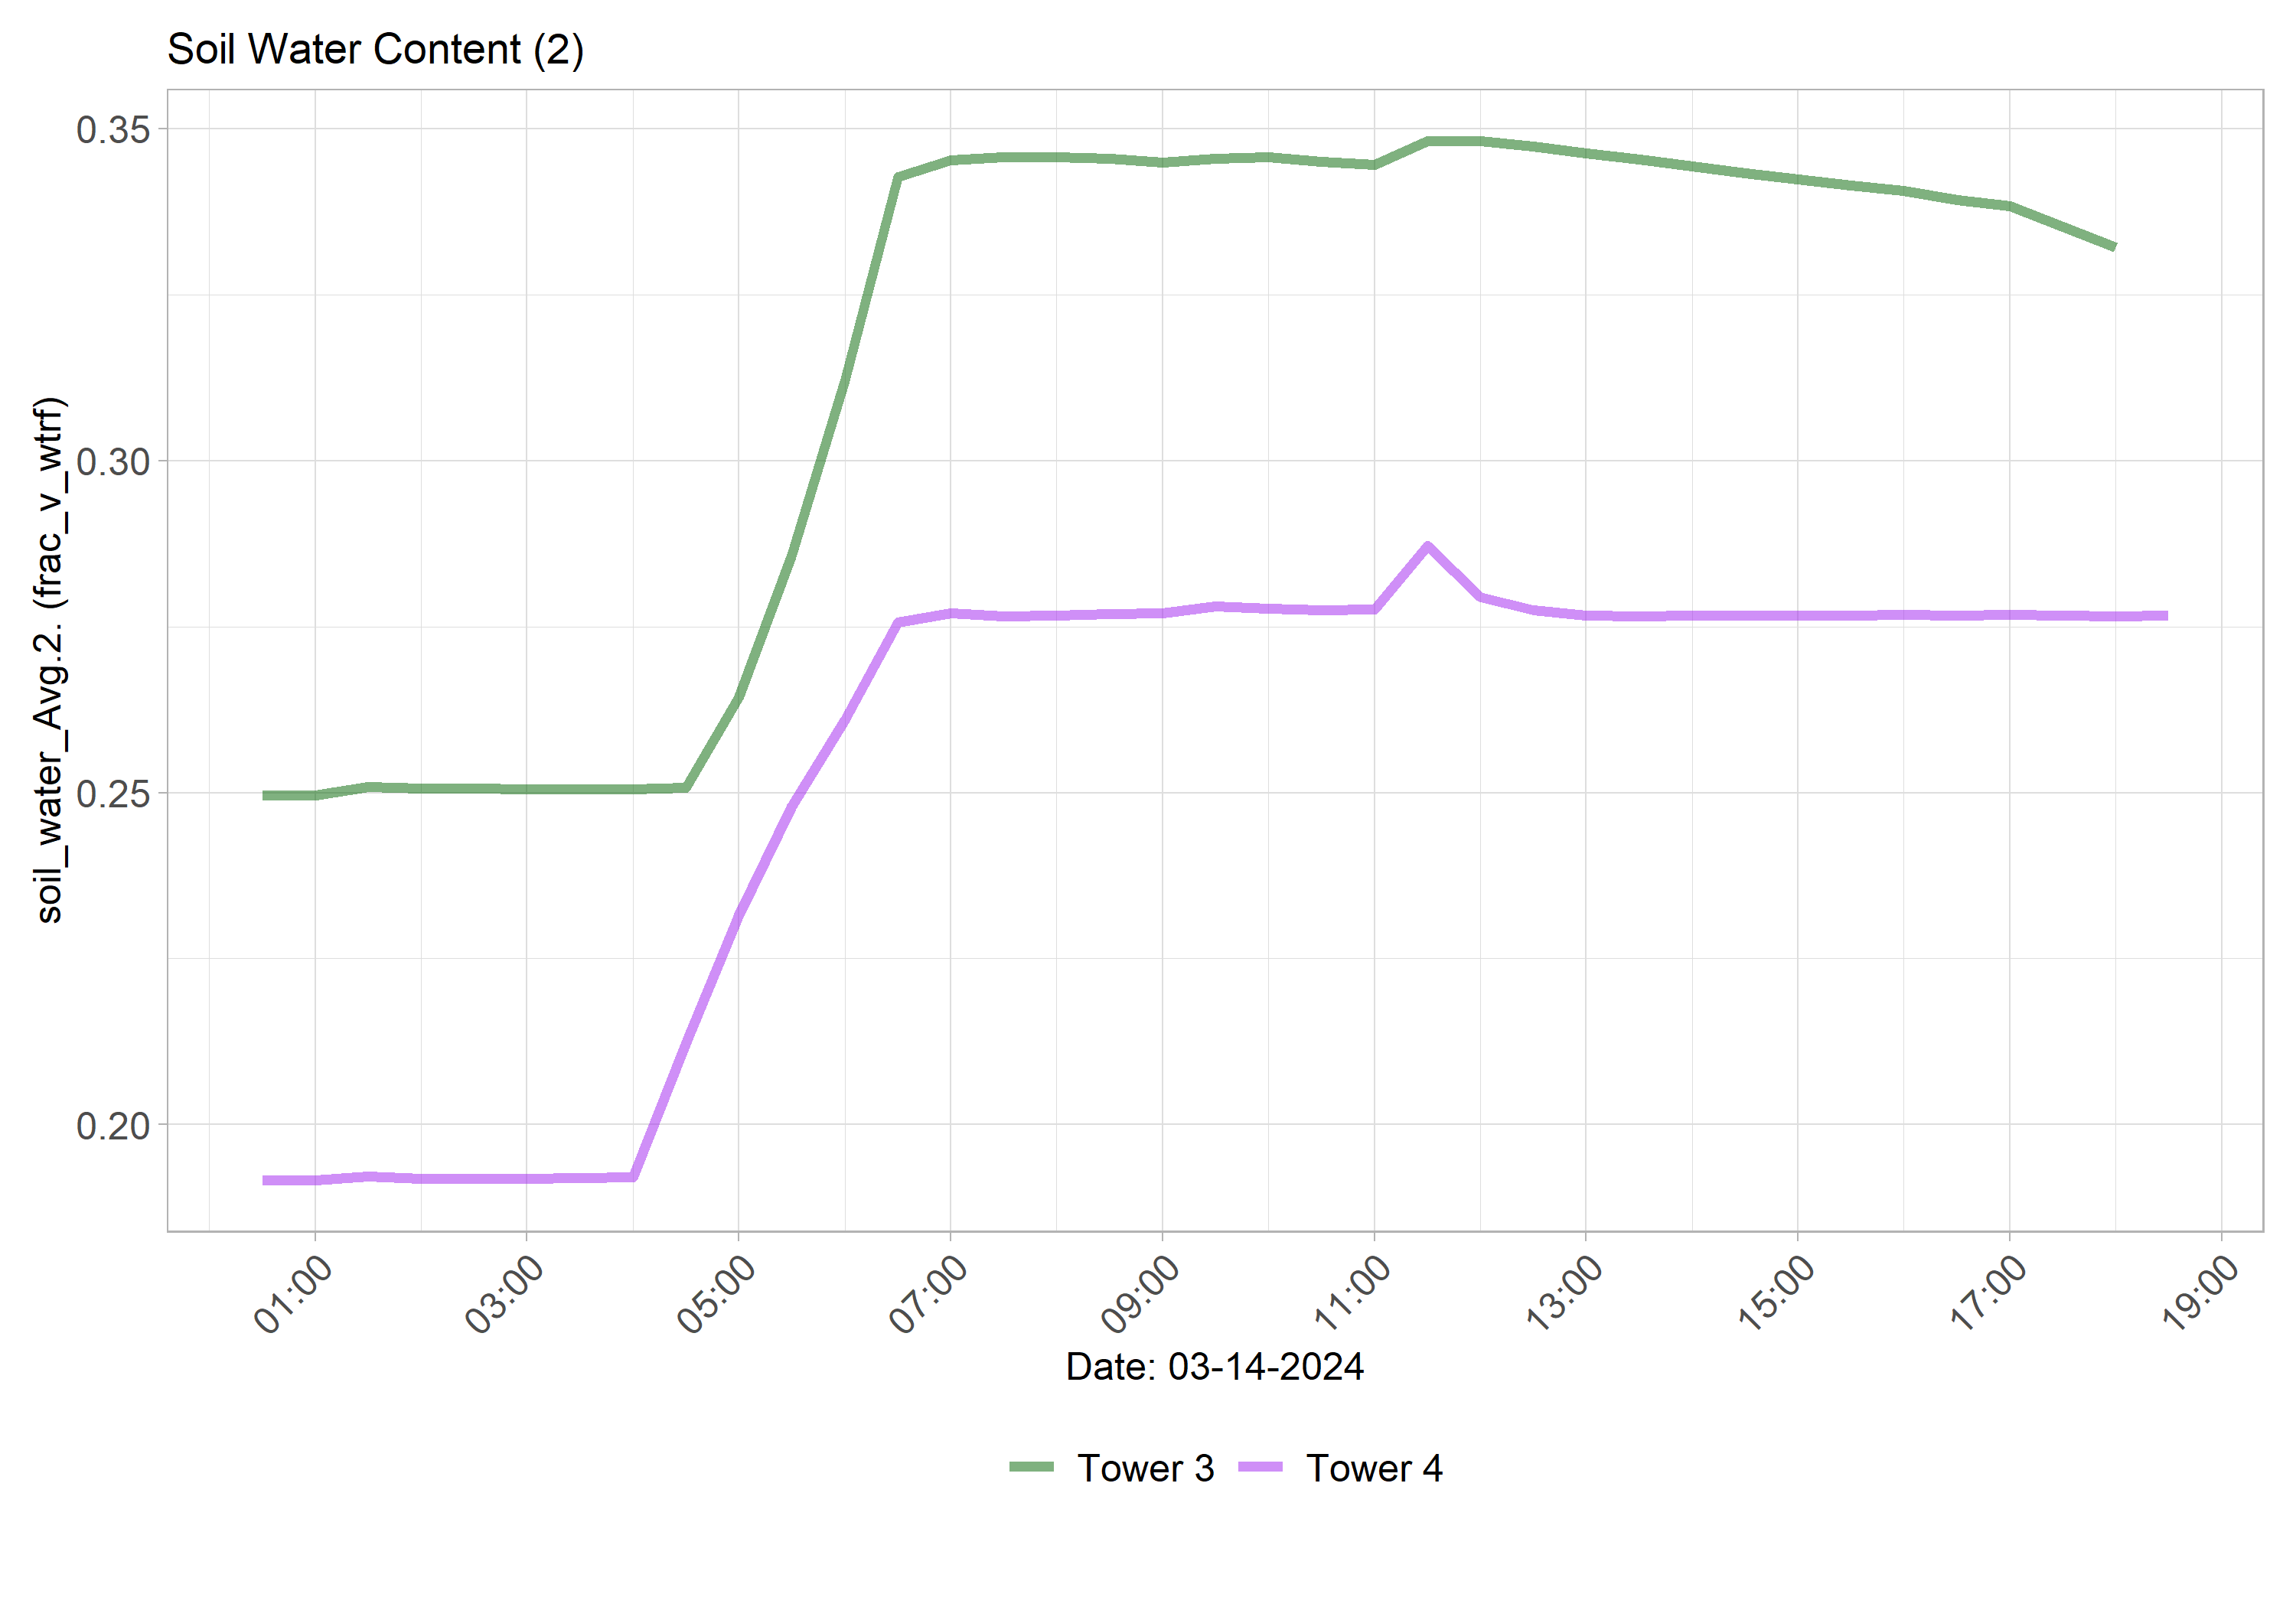 Soil Water Content (2)
soil_water_Avg.2. (frac_v_wtrf)
0.35
0.30
0.25
0.20
01:00
03:00
05:00
07:00
09:00
11:00
13:00
15:00
17:00
19:00
Date: 03-14-2024
Tower 3
Tower 4